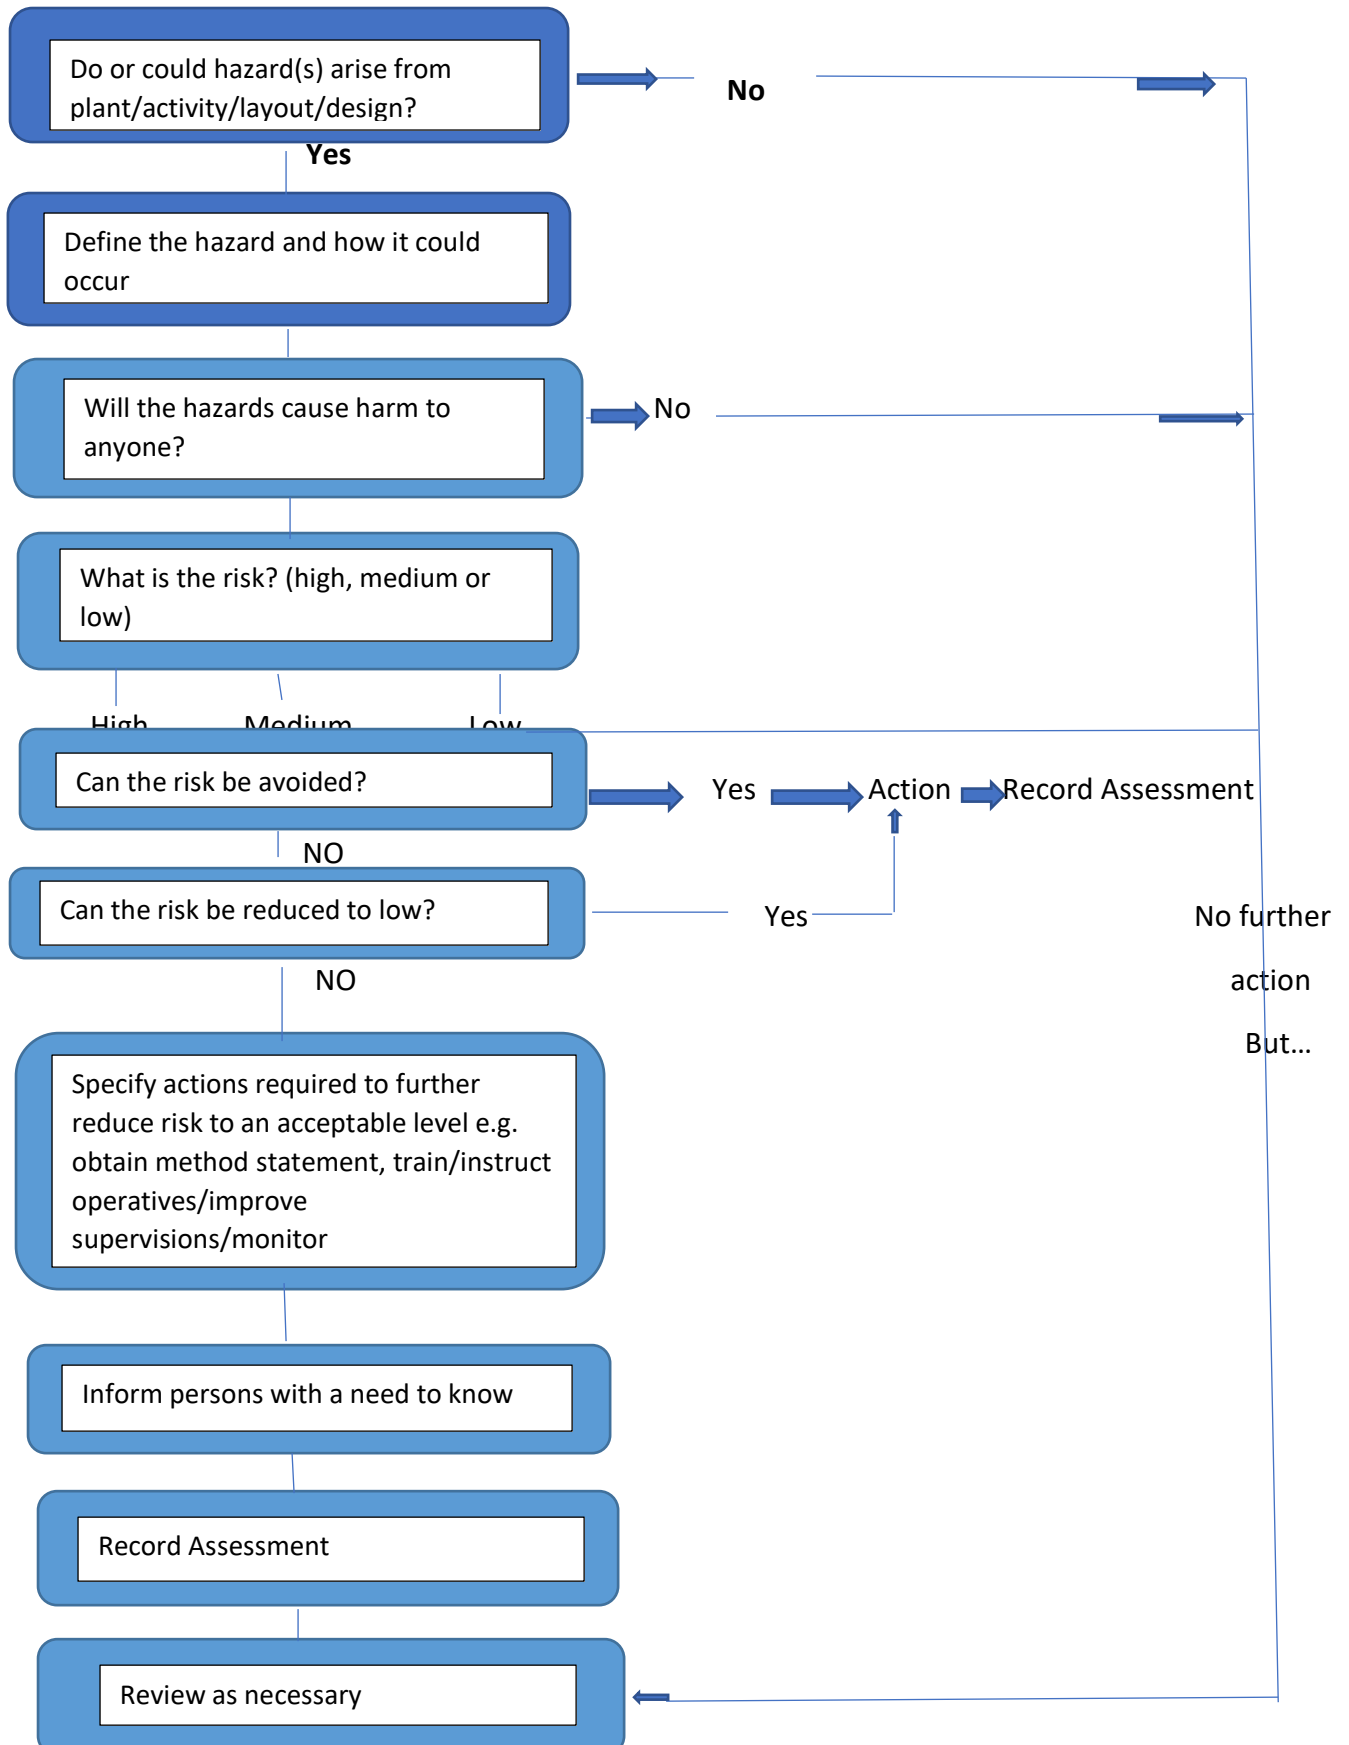 Do or could hazard(s) arise from
plant/activity/layout/design?
No
Yes
Define the hazard and how it could
occur
Will the hazards cause harm to
anyone?
No
What is the risk? (high, medium or
low)
High Medium Low
Can the risk be avoided?
Yes Action Record Assessment
NO
Can the risk be reduced to low?
Yes
No further
action
But...
NO
Specify actions required to further
reduce risk to an acceptable level e.g.
obtain method statement, train/instruct
operatives/improve
supervisions/monitor
Inform persons with a need to know
Record Assessment
Review as necessary